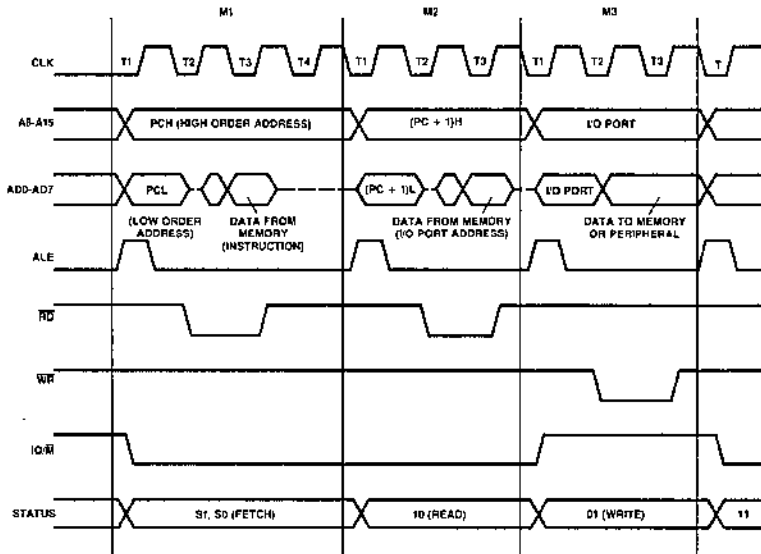 M1 M2 M3
CLK T1 T2 T3 T4 T1 T2 T3 T1 T2 T3 T
A8-A15 PCH (HIGH ORDER ADDRESS) (PC + 1)H I/O PORT
AD0-AD7 PCL (PC + 1)L I/O PORT
(LOW ORDER ADDRESS)
DATA FROM MEMORY (INSTRUCTION)
DATA FROM MEMORY (I/O PORT ADDRESS)
DATA TO MEMORY OR PERIPHERAL
ALE
RD
WR
IO/M
STATUS S1, S0 (FETCH) 10 (READ) 01 (WRITE) 11